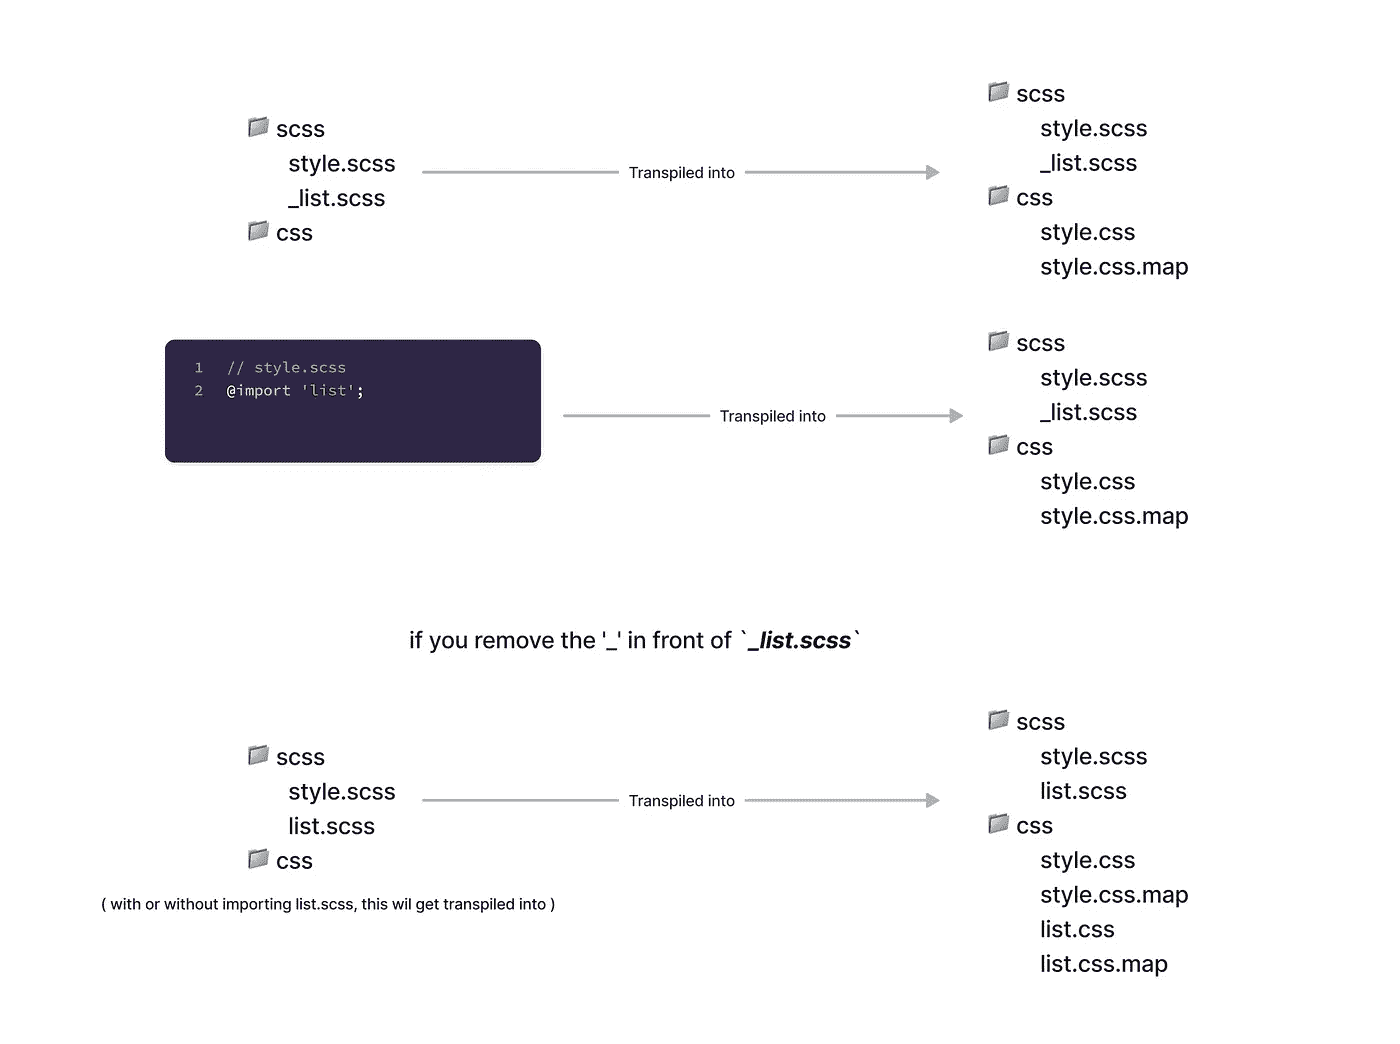 scss
style.scss
_list.scss
css
Transpiled into
scss
style.scss
_list.scss
css
style.css
style.css.map
1 // style.scss
2 @import 'list';
Transpiled into
scss
style.scss
_list.scss
css
style.css
style.css.map
if you remove the '_' in front of `_list.scss`
scss
style.scss
list.scss
css
( with or without importing list.scss, this wil get transpiled into )
Transpiled into
scss
style.scss
list.scss
css
style.css
style.css.map
list.css
list.css.map